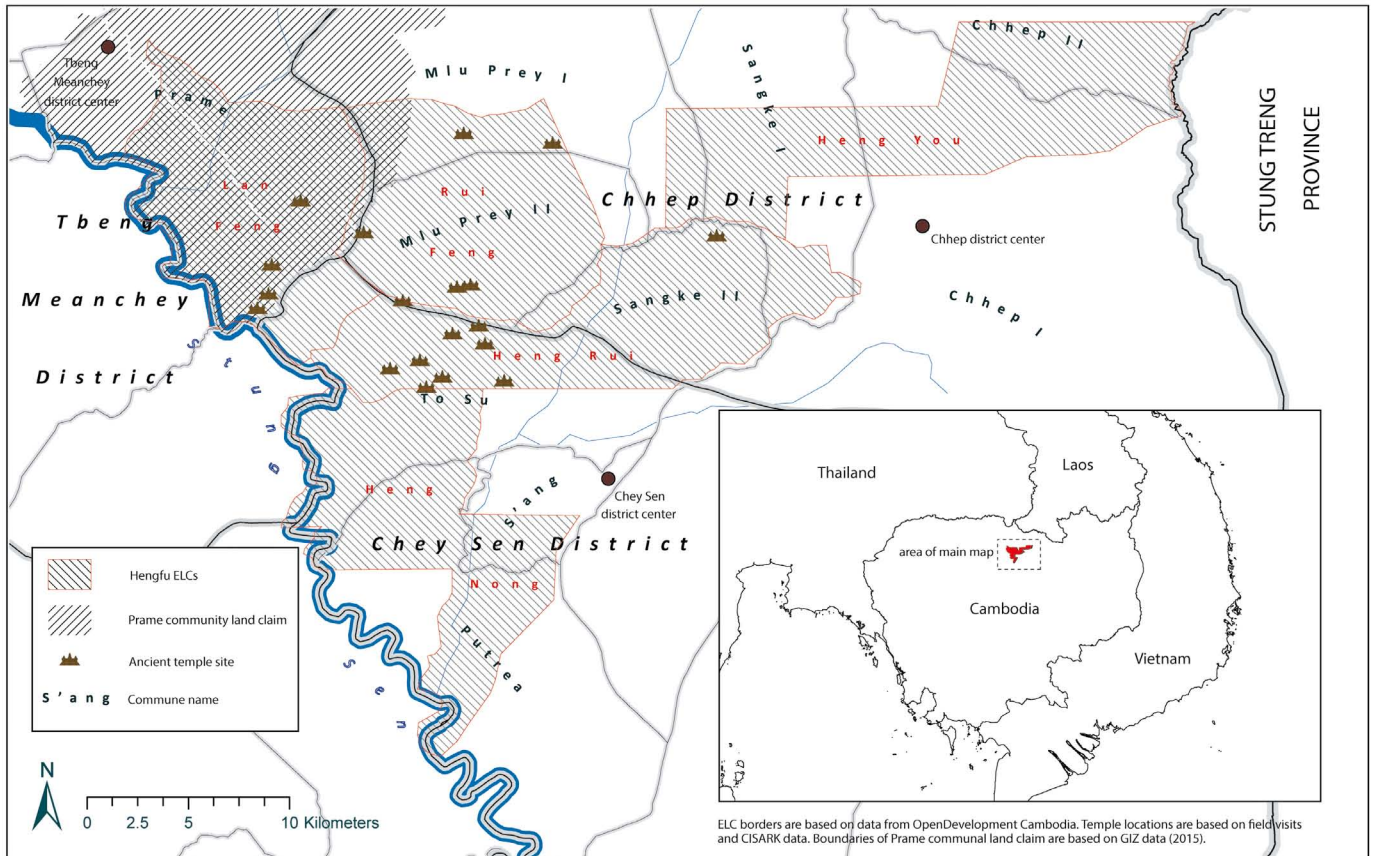 Tbeng
Meanchey
district center
Prame
Mlu Prey I
Sangke I
Chhep II
Heng You
STUNG TRENG
PROVINCE
Lan
Feng
Rui
Mlu Prey II
Feng
Chhep District
Chhep district center
Tbeng
Meanchey
District
Sangke II
Chhep I
Heng Rui
To Su
Stung
Sen
Heng
S'ang
Chey Sen
district center
Chey Sen District
Nong
Putrea
Hengfu ELCs
Prame community land claim
Ancient temple site
S'ang Commune name
N
0 2.5 5 10 Kilometers
Thailand
Laos
area of main map
Cambodia
Vietnam
ELC borders are based on data from OpenDevelopment Cambodia. Temple locations are based on field visits
and CISARK data. Boundaries of Prame communal land claim are based on GIZ data (2015).